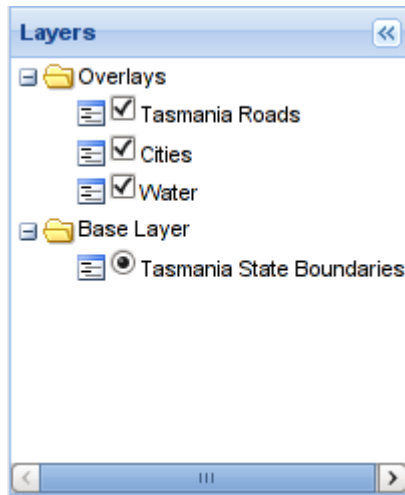 Layers
Overlays
Tasmania Roads
Cities
Water
Base Layer
Tasmania State Boundaries